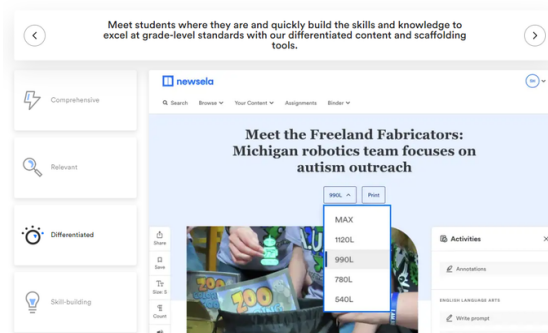 Meet students where they are and quickly build the skills and knowledge to
excel at grade-level standards with our differentiated content and scaffolding
tools.
Comprehensive
Relevant
Differentiated
Skill-building
newsela
Search Browse Your Content Assignments Binder
Meet the Freeland Fabricators:
Michigan robotics team focuses on
autism outreach
990L Print
MAX
1120L
990L
780L
540L
Share
Save
Size: S
Count
ZOO
ZOO
Activities
Annotations
ENGLISH LANGUAGE ARTS
Write prompt